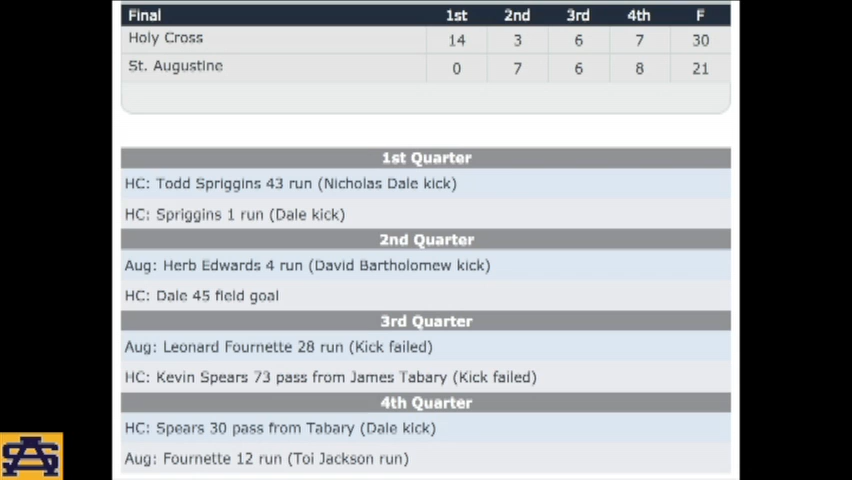 Final 1st 2nd 3rd 4th F
Holy Cross 14 3 6 7 30
St. Augustine 0 7 6 8 21
1st Quarter
HC: Todd Spriggins 43 run (Nicholas Dale kick)
HC: Spriggins 1 run (Dale kick)
2nd Quarter
Aug: Herb Edwards 4 run (David Bartholomew kick)
HC: Dale 45 field goal
3rd Quarter
Aug: Leonard Fournette 28 run (Kick failed)
HC: Kevin Spears 73 pass from James Tabary (Kick failed)
4th Quarter
HC: Spears 30 pass from Tabary (Dale kick)
Aug: Fournette 12 run (Toi Jackson run)